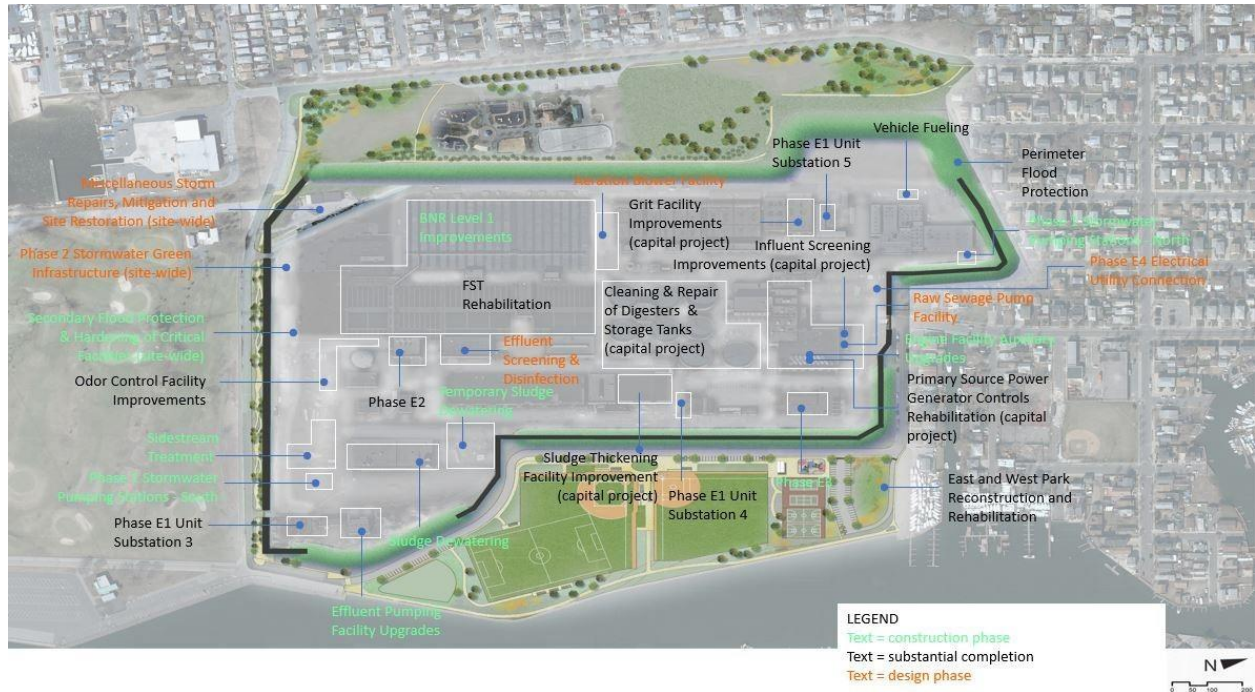 Vehicle Fueling
Phase E1 Unit
Substation 5
Perimeter
Flood
Protection
Miscellaneous Storm
Repairs, Mitigation and
Site Restoration (site-wide)
Aeration Blower Facility
Grit Facility
Improvements
(capital project)
BNR Level 1
Improvements
Phase 1 Stormwater
Pumping Stations - North
Influent Screening
Improvements (capital project)
Phase 2 Stormwater Green
Infrastructure (site-wide)
Phase E4 Electrical
Utility Connection
FST
Rehabilitation
Cleaning & Repair
of Digesters &
Storage Tanks
(capital project)
Raw Sewage Pump
Facility
Secondary Flood Protection
& Hardening of Critical
Facilities (site-wide)
Effluent
Screening &
Disinfection
Facility
Upgrades
Odor Control Facility
Improvements
Phase E2
Temporary Sludge
Dewatering
Primary Source Power
Generator Controls
Rehabilitation (capital
project)
Sidestream
Treatment
Sludge Thickening
Facility Improvement
(capital project)
Phase 1 Stormwater
Pumping Stations - South
Phase E1 Unit
Substation 4
Phase
East and West Park
Reconstruction and
Rehabilitation
Phase E1 Unit
Substation 3
Sludge Dewatering
Effluent Pumping
Facility Upgrades
LEGEND
Text = construction phase
Text = substantial completion
Text = design phase
N
0 50 100 200